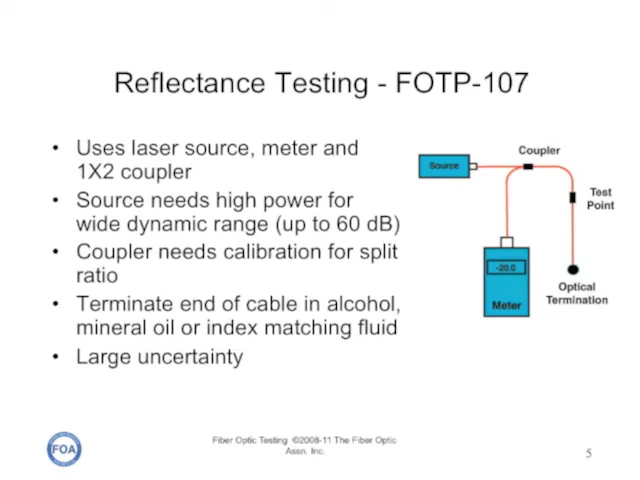 Reflectance Testing - FOTP-107
• Uses laser source, meter and
1X2 coupler
• Source needs high power for
wide dynamic range (up to 60 dB)
• Coupler needs calibration for split
ratio
• Terminate end of cable in alcohol,
mineral oil or index matching fluid
• Large uncertainty
Coupler
Source
Test
Point
-20.0
Meter
Optical
Termination
FOA
Fiber Optic Testing ©2008-11 The Fiber Optic
Assn. Inc.
5